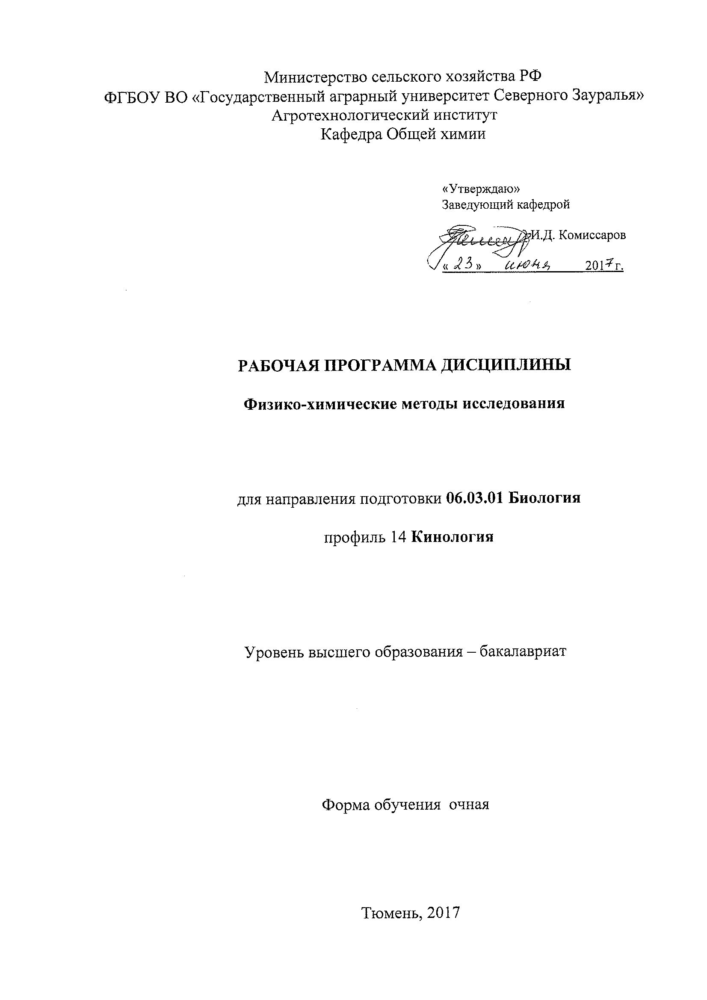 Министерство сельского хозяйства РФ
ФГБОУ ВО «Государственный аграрный университет Северного Зауралья»
Агротехнологический институт
Кафедра Общей химии
«Утверждаю»
Заведующий кафедрой
И.Д. Комиссаров
« 23 » июня 2017 г.
РАБОЧАЯ ПРОГРАММА ДИСЦИПЛИНЫ
Физико-химические методы исследования
для направления подготовки 06.03.01 Биология
профиль 14 Кинология
Уровень высшего образования – бакалавриат
Форма обучения очная
Тюмень, 2017